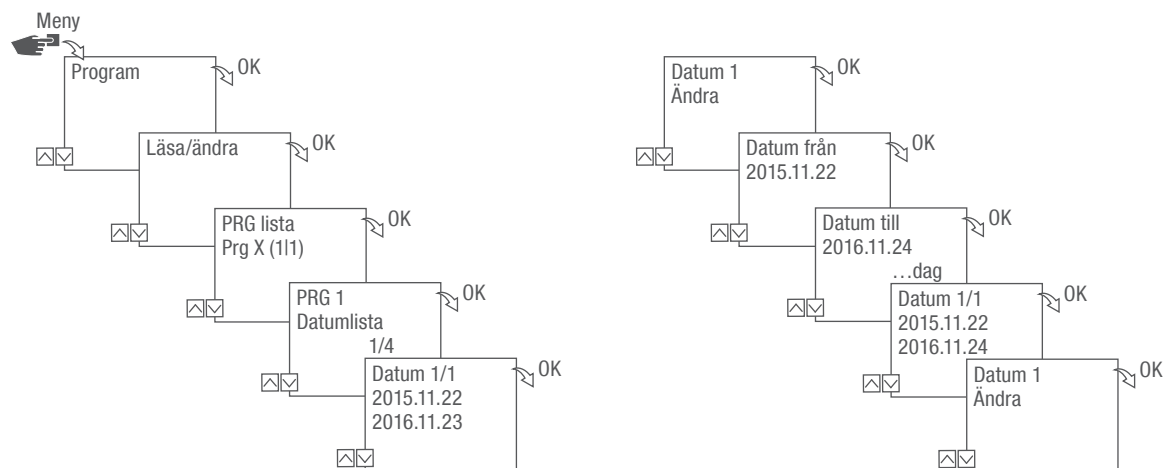 Meny
Program
OK
Läsa/ändra
OK
PRG lista
Prg X (1|1)
OK
PRG 1
Datumlista
OK
1/4
Datum 1/1
2015.11.22
2016.11.23
OK
Datum 1
Ändra
OK
Datum från
2015.11.22
OK
Datum till
2016.11.24
OK
…dag
Datum 1/1
2015.11.22
2016.11.24
OK
Datum 1
Ändra
OK